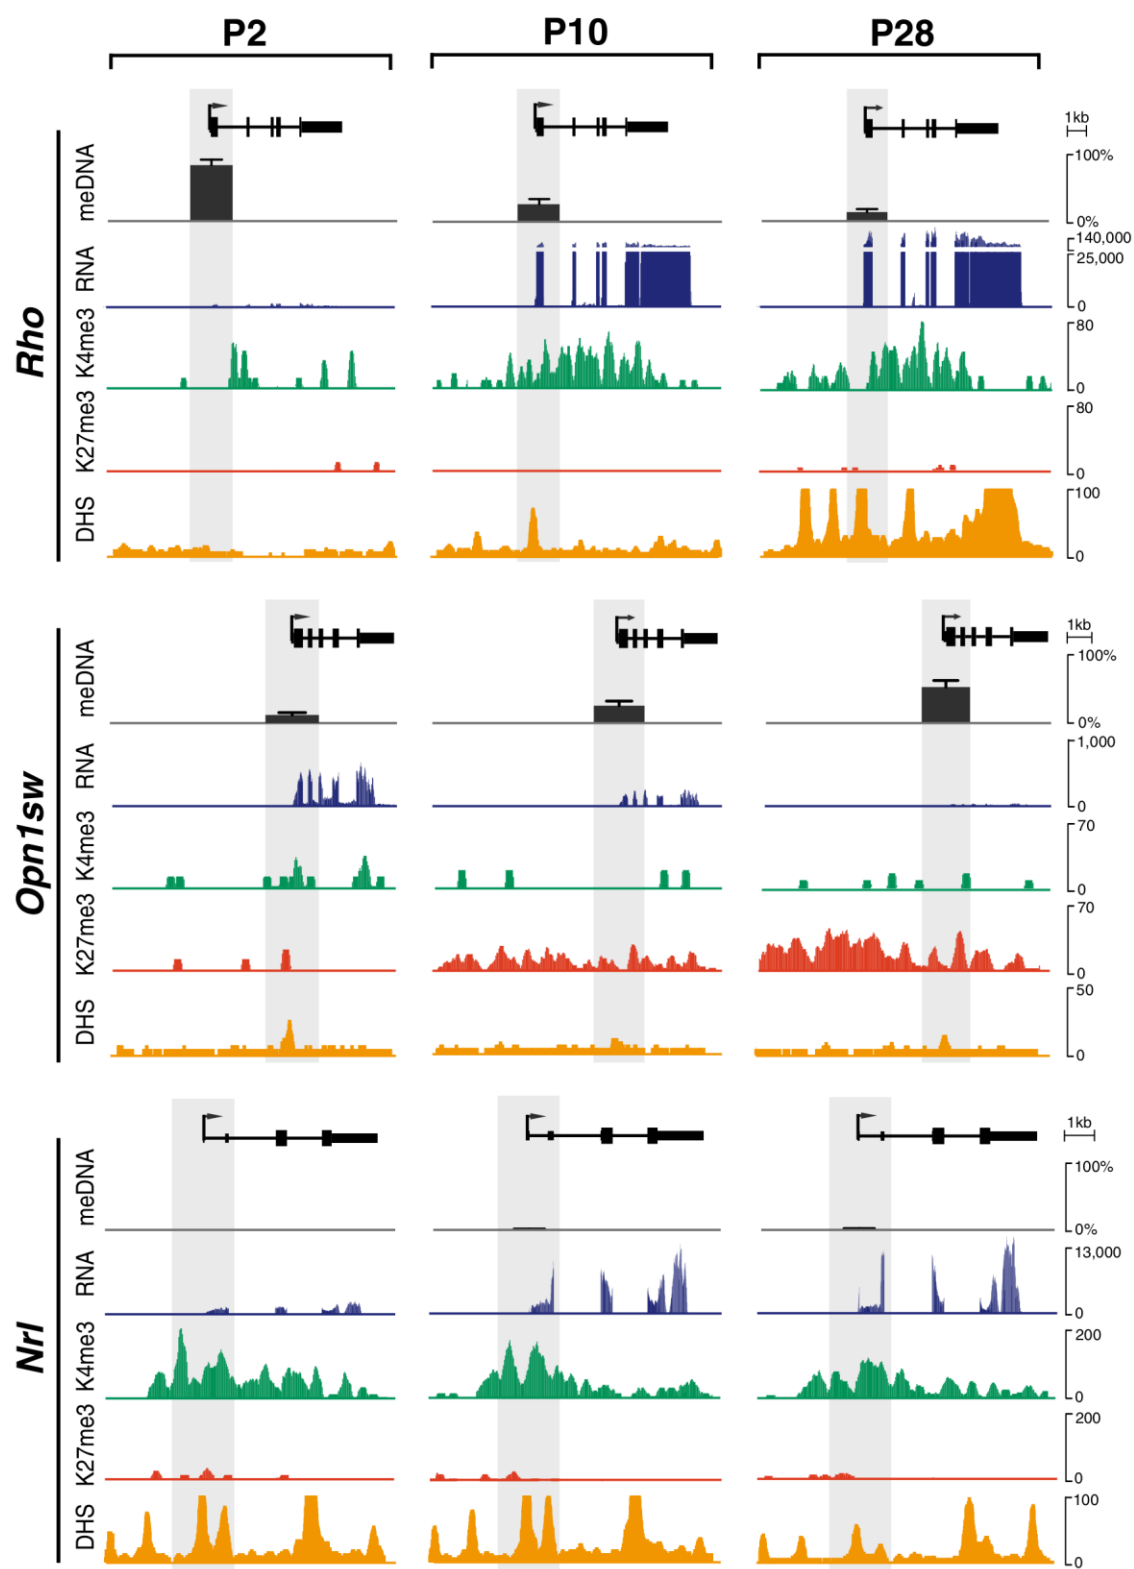 P2 P10 P28
1kb
Rho
meDNA
100%
0%
RNA
140,000
25,000
0
K4me3
80
0
K27me3
80
0
DHS
100
0
1kb
Opn1sw
meDNA
100%
0%
RNA
1,000
0
K4me3
70
0
K27me3
70
0
DHS
50
0
1kb
Nrl
meDNA
100%
0%
RNA
13,000
0
K4me3
200
0
K27me3
200
0
DHS
100
0